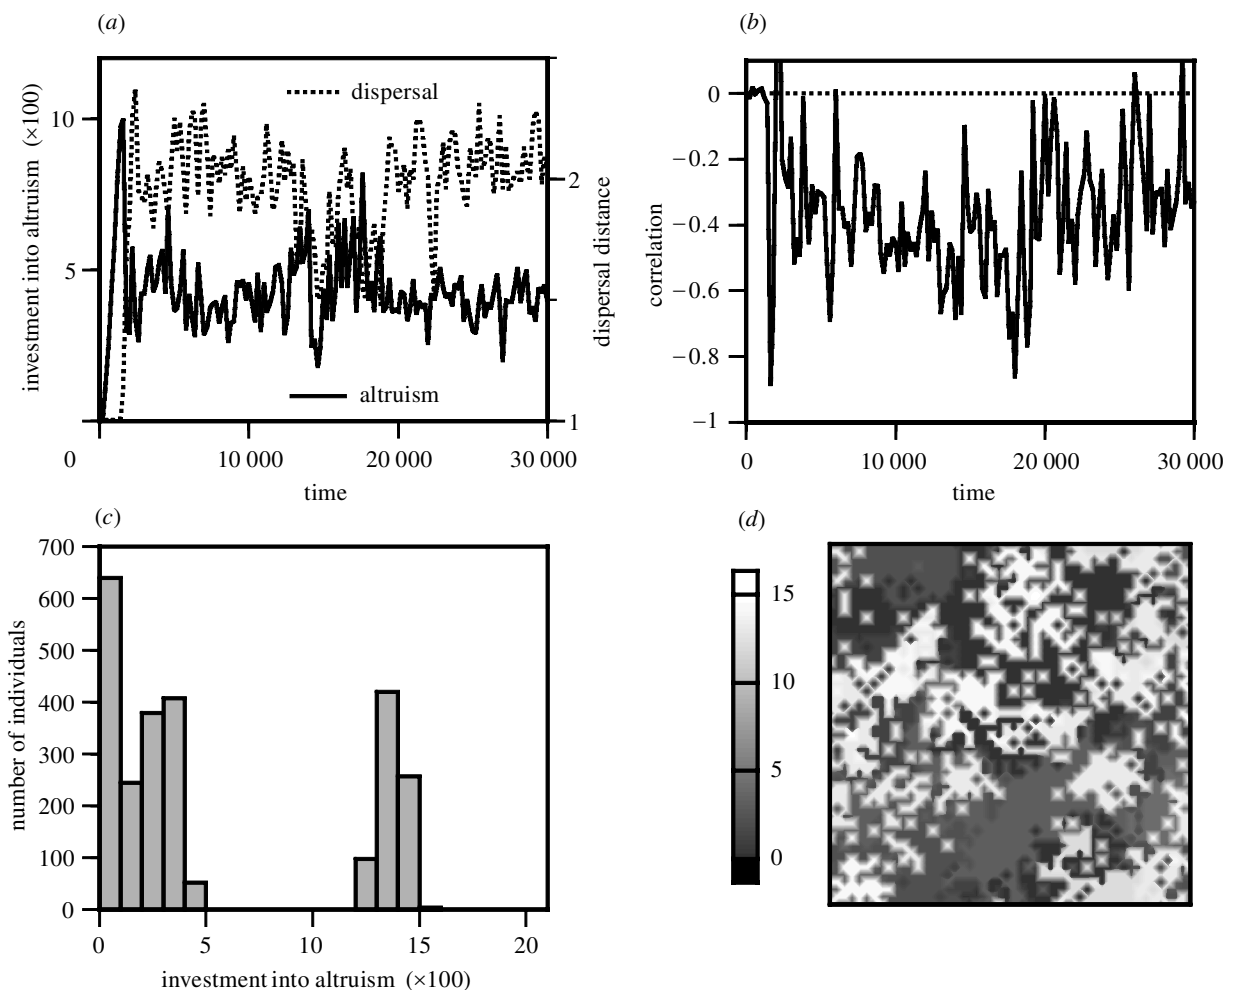 (a)
investment into altruism (×100)
10
5
dispersal
altruism
2
1
dispersal distance
0
10 000
20 000
30 000
time
(b)
correlation
0
−0.2
−0.4
−0.6
−0.8
−1
0
10 000
20 000
30 000
time
(c)
number of individuals
700
600
500
400
300
200
100
0
0
5
10
15
20
investment into altruism (×100)
(d)
15
10
5
0